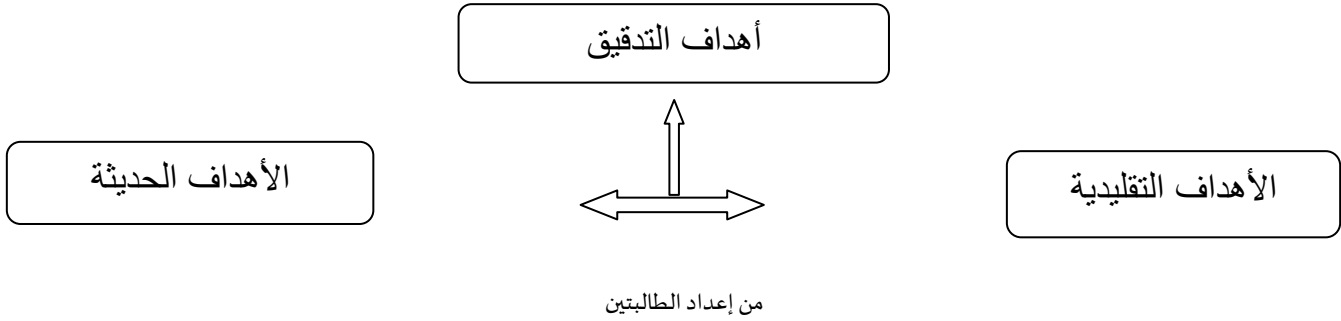 أهداف التدقيق
الأهداف التقليدية
الأهداف الحديثة
من إعداد الطالبتين